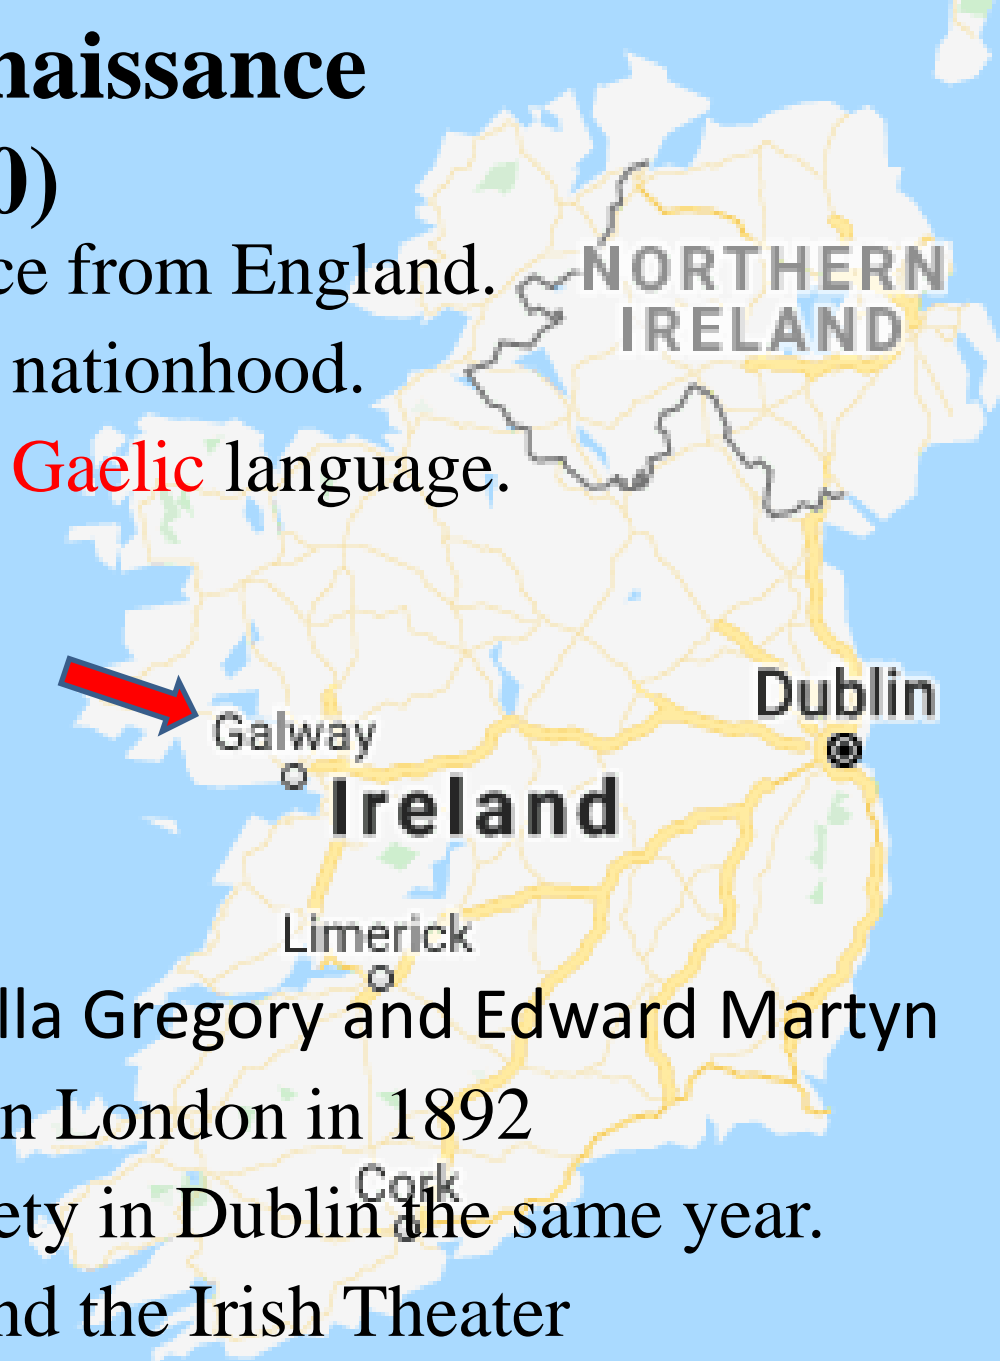 naissance
0)
ce from England.
NORTHERN
IRELAND
nationhood.
Gaelic language.
Dublin
Galway
Ireland
Limerick
lla Gregory and Edward Martyn
n London in 1892
Cork
ety in Dublin the same year.
nd the Irish Theater